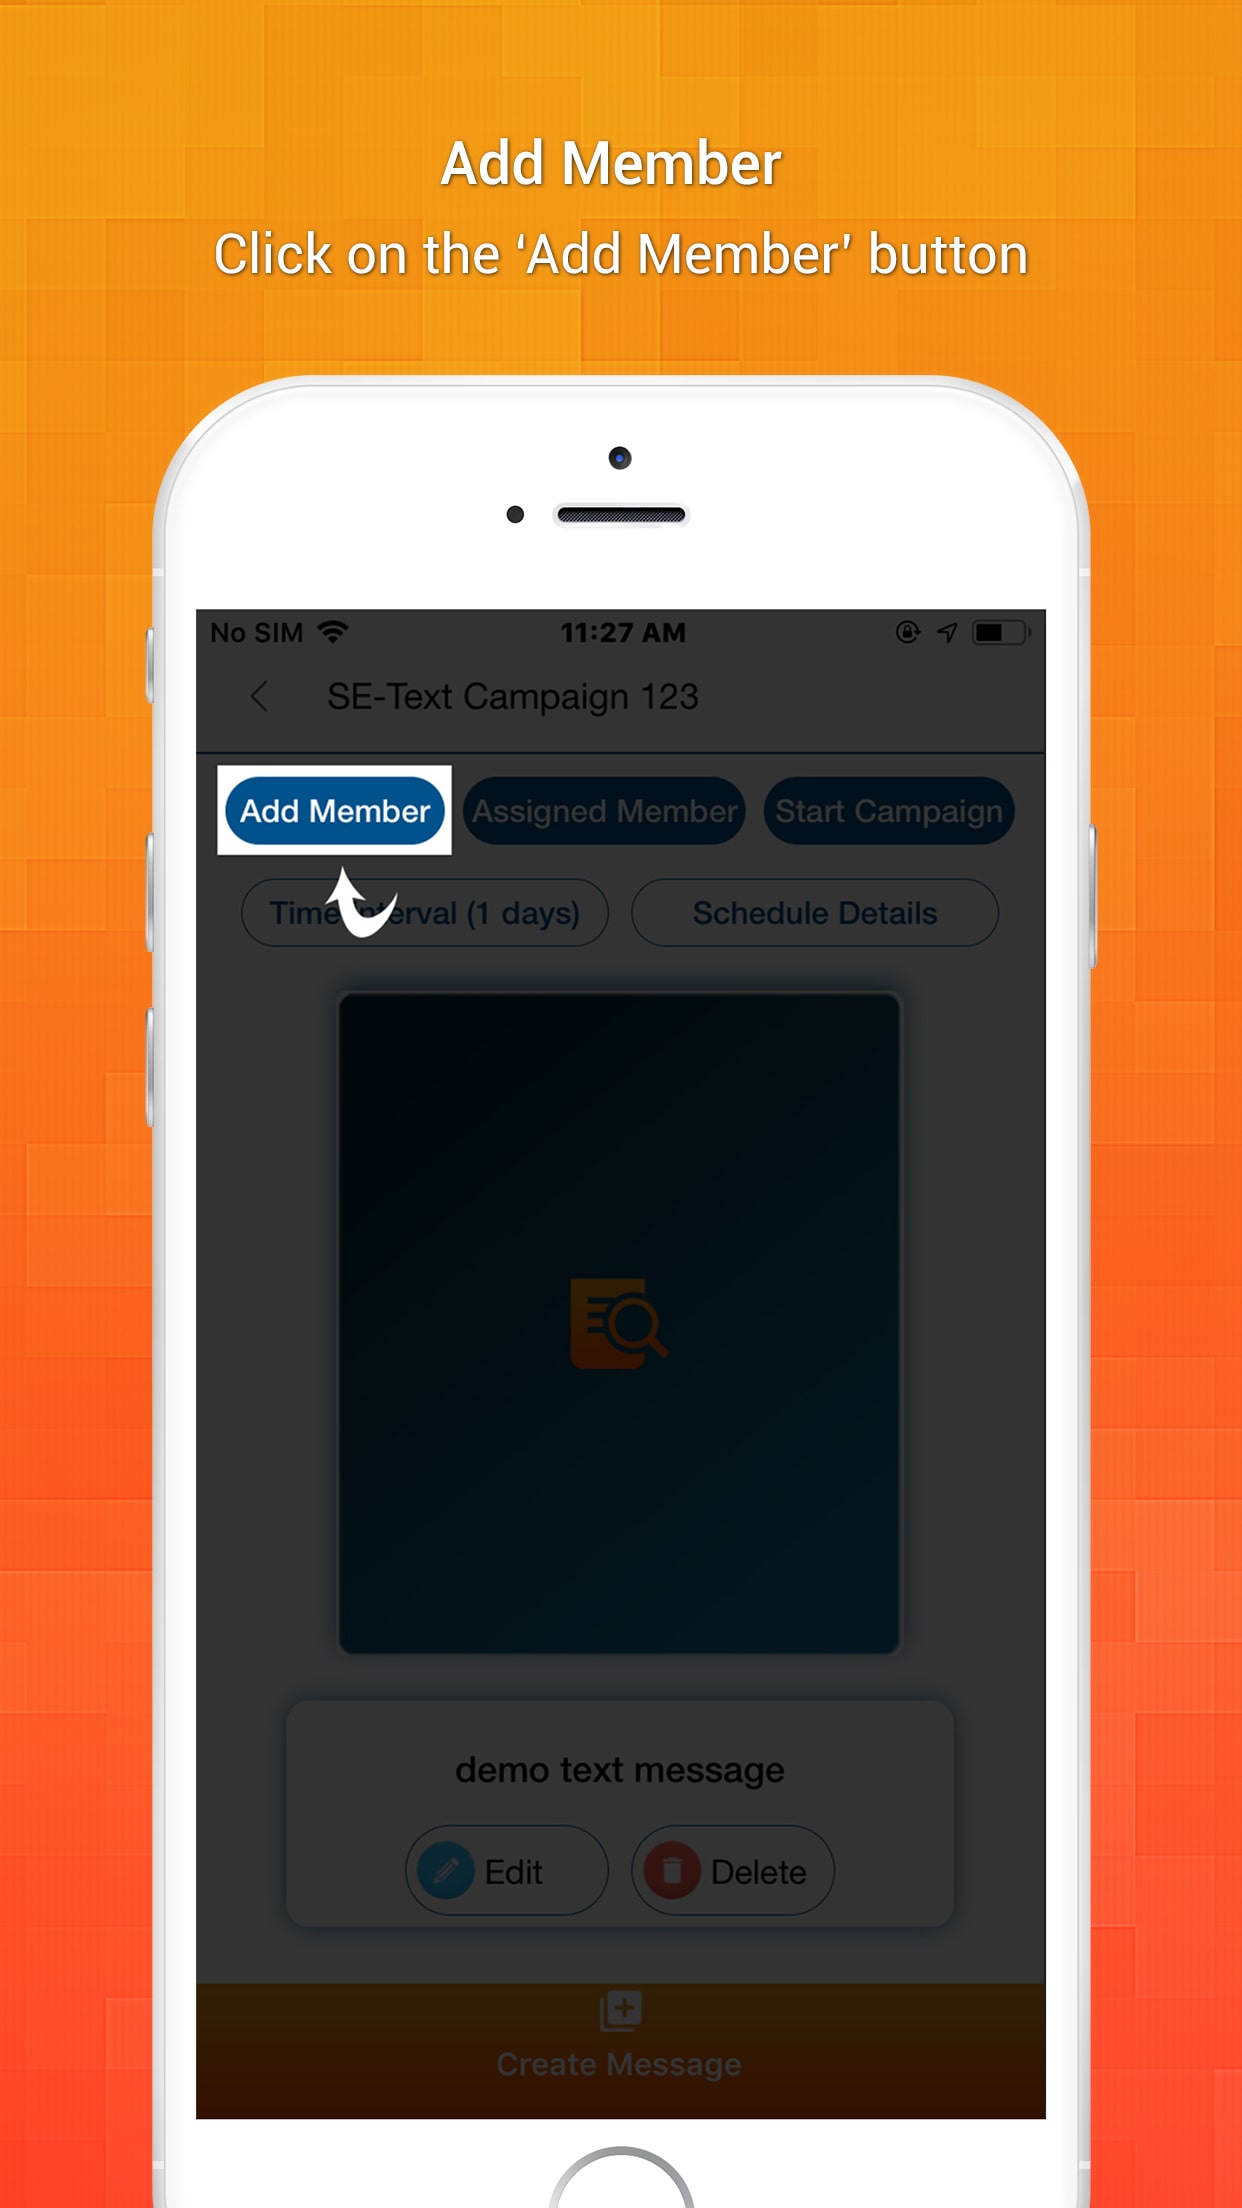 Add Member
Click on the ‘Add Member’ button
No SIM 11:27 AM
SE-Text Campaign 123
Add Member Assigned Member Start Campaign
Time Interval (1 days) Schedule Details
demo text message
Edit Delete
Create Message